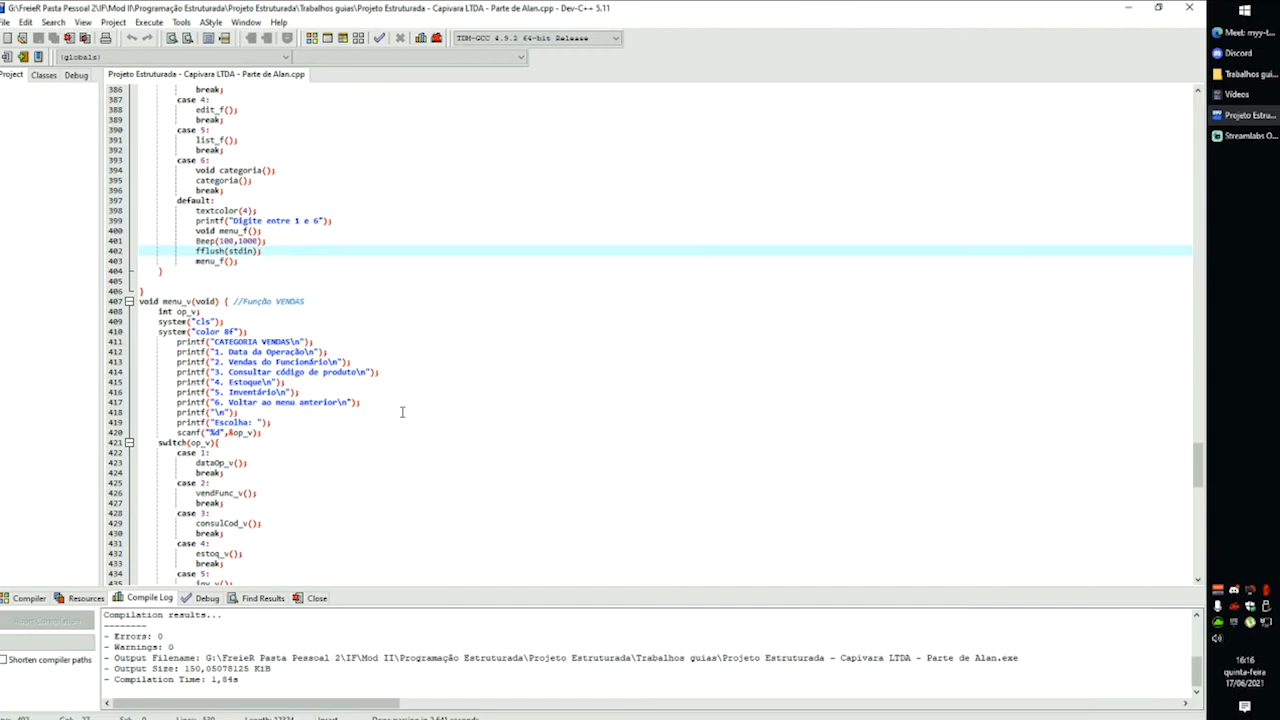 G:\FreieR Pasta Pessoal 2\IF\Mod II\Programação Estruturada\Projeto Estruturada\Trabalhos guias\Projeto Estruturada - Capivara LTDA - Parte de Alan.cpp - Dev-C++ 5.11
File Edit Search View Project Execute Tools AStyle Window Help
TDM-GCC 4.9.2 64-bit Release
(globals)
Project Classes Debug
Projeto Estruturada - Capivara LTDA - Parte de Alan.cpp
386 break;
387 case 4:
388 edit_f();
389 break;
390 case 5:
391 list_f();
392 break;
393 case 6:
394 void categoria();
395 categoria();
396 break;
397 default:
398 textcolor(4);
399 printf("Digite entre 1 e 6");
400 void menu_f();
401 Beep(100,1000);
402 fflush(stdin);
403 menu_f();
404 }
405
406 }
407 void menu_v(void) { //Função VENDAS
408 int op_v;
409 system("cls");
410 system("color 8f");
411 printf("CATEGORIA VENDAS\n");
412 printf("1. Data da Operação\n");
413 printf("2. Vendas do Funcionário\n");
414 printf("3. Consultar código de produto\n");
415 printf("4. Estoque\n");
416 printf("5. Inventário\n");
417 printf("6. Voltar ao menu anterior\n");
418 printf("\n");
419 printf("Escolha: ");
420 scanf("%d",&op_v);
421 switch(op_v){
422 case 1:
423 dataOp_v();
424 break;
425 case 2:
426 vendFunc_v();
427 break;
428 case 3:
429 consulCod_v();
430 break;
431 case 4:
432 estoq_v();
433 break;
434 case 5:
435 inv_v();
Compiler Resources Compile Log Debug Find Results Close
Shorten compiler paths
Compilation results...
--------
- Errors: 0
- Warnings: 0
- Output Filename: G:\FreieR Pasta Pessoal 2\IF\Mod II\Programação Estruturada\Projeto Estruturada\Trabalhos guias\Projeto Estruturada - Capivara LTDA - Parte de Alan.exe
- Output Size: 150,05078125 KiB
- Compilation Time: 1,84s
Meet: myy-t...
Discord
Trabalhos gui...
Vídeos
Projeto Estru...
Streamlabs O...
16:16
quinta-feira
17/06/2021